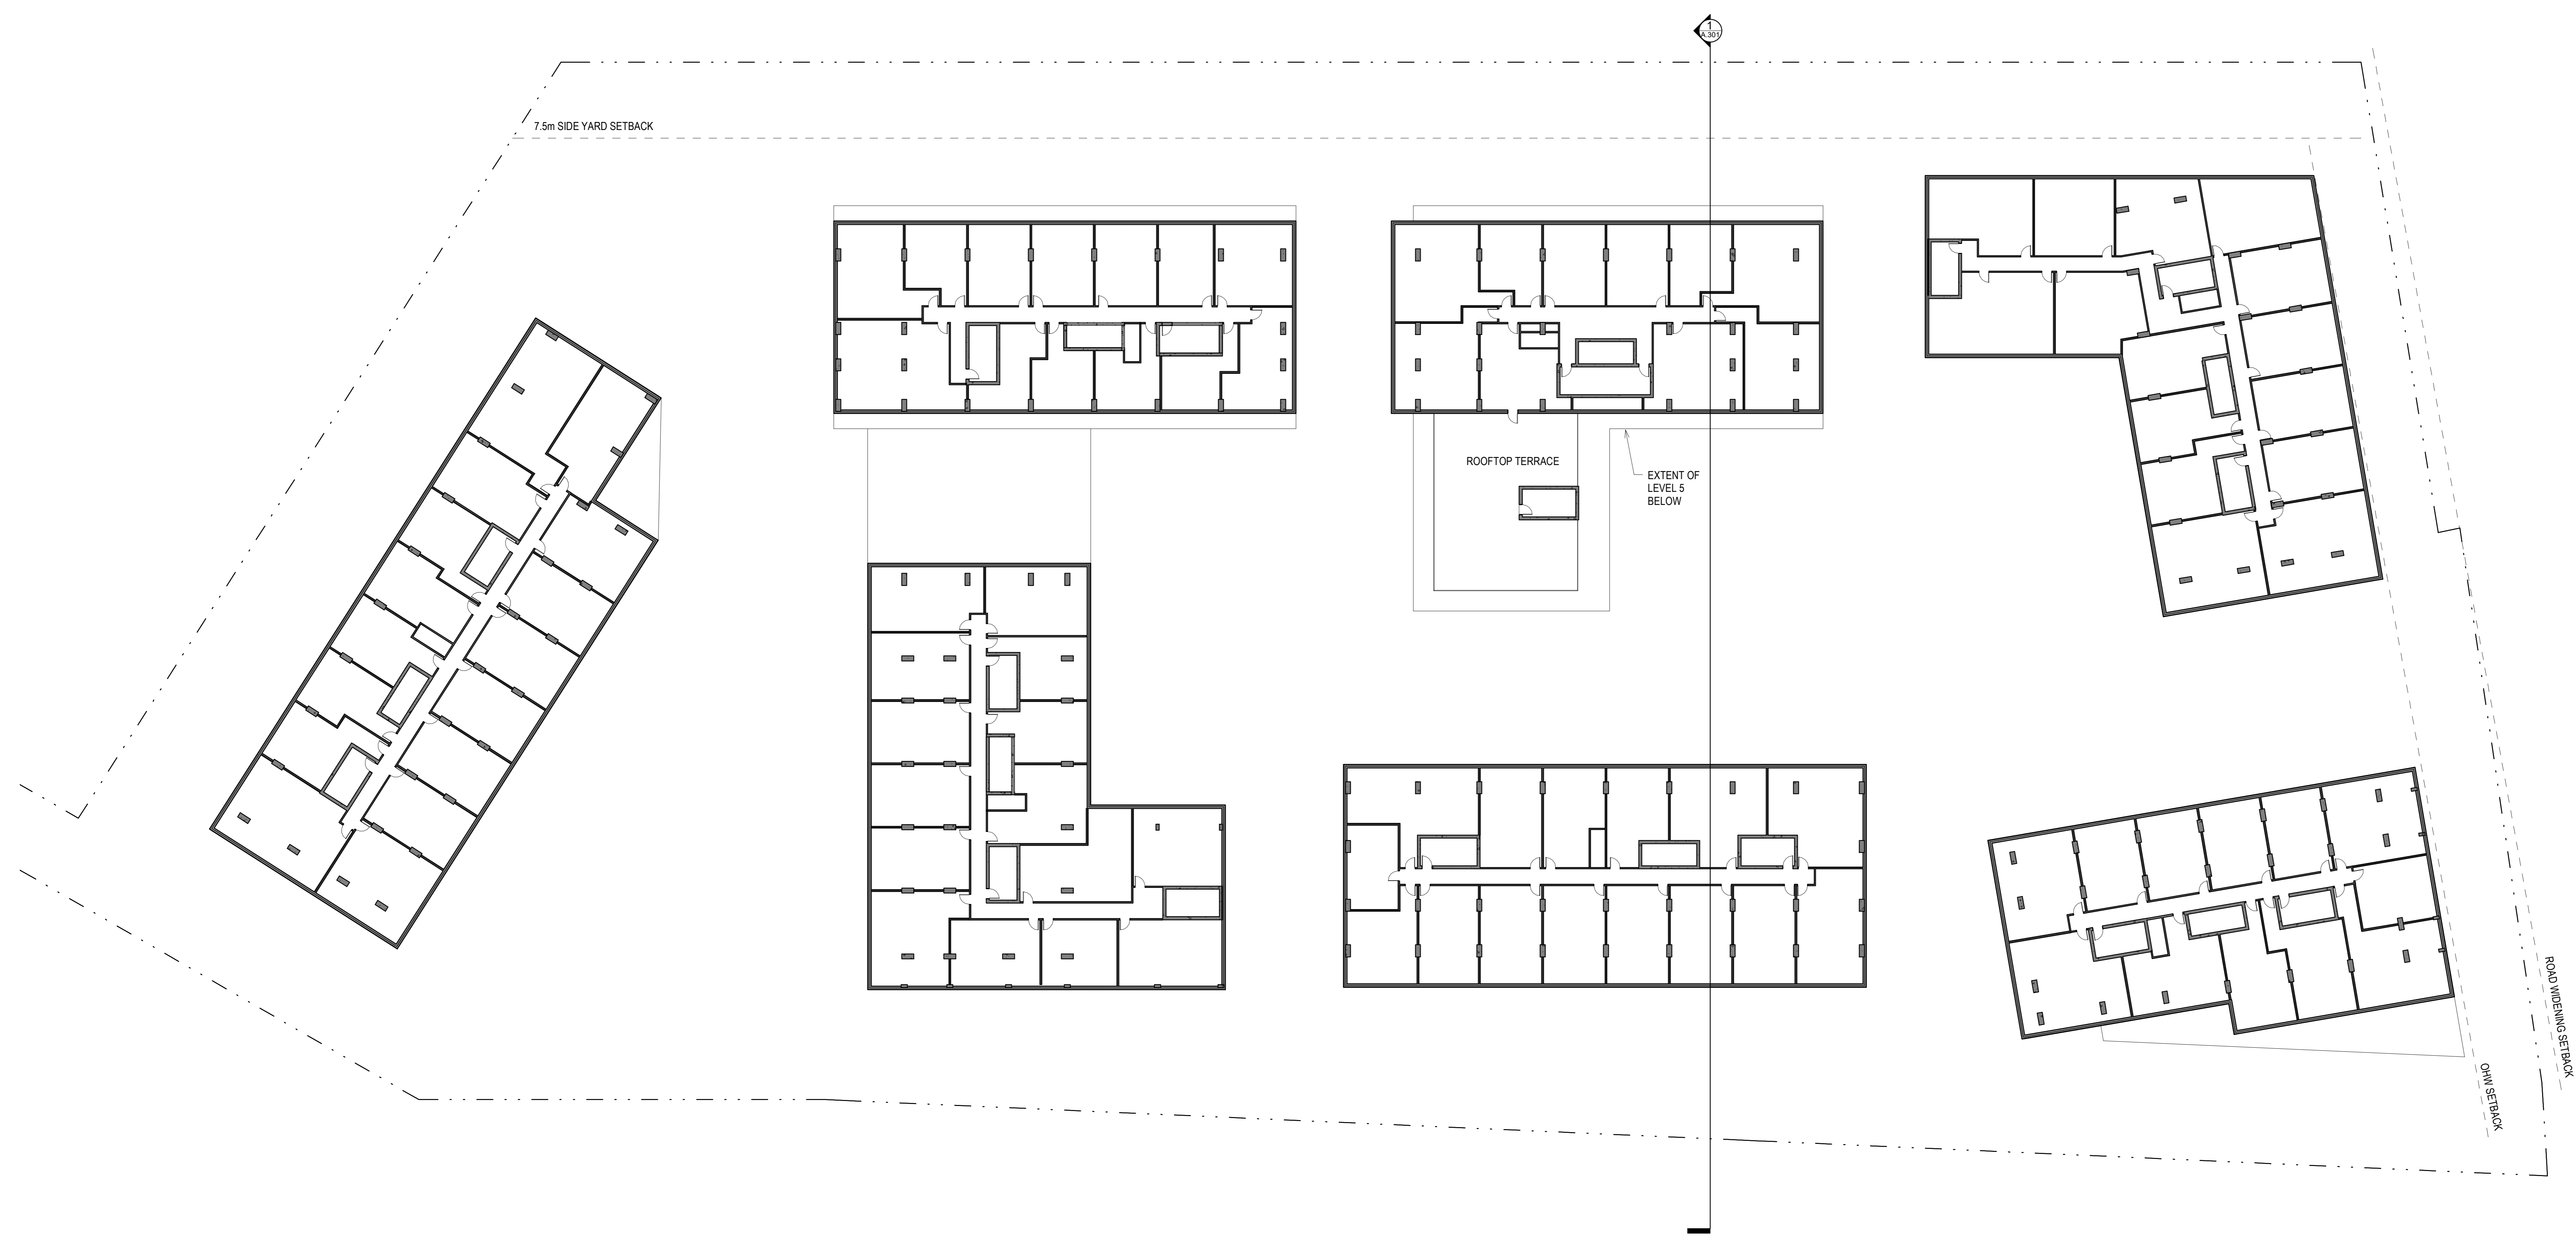 1
A.301
7.5m SIDE YARD SETBACK
ROOFTOP TERRACE
EXTENT OF
LEVEL 5
BELOW
ROAD WIDENING SETBACK
OHW SETBACK